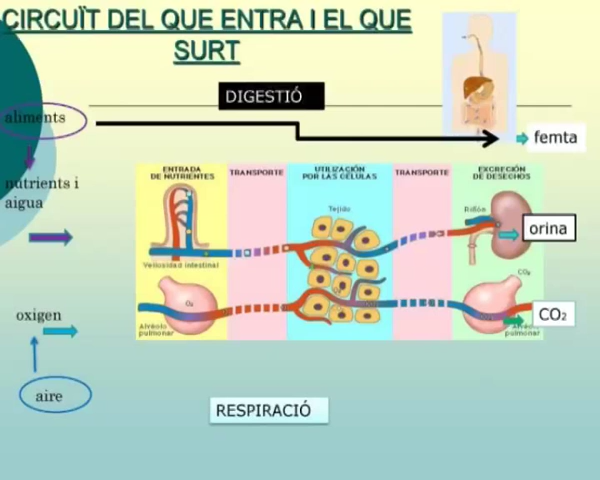 CIRCUÏT DEL QUE ENTRA I EL QUE
SURT
DIGESTIÓ
aliments
femta
nutrients i
aigua
ENTRADA
DE NUTRIENTES
TRANSPORTE
UTILIZACIÓN
POR LAS CÉLULAS
TRANSPORTE
EXCRECIÓN
DE DESECHOS
Tejido
Riñón
orina
Vellosidad intestinal
CO₂
O₂
oxigen
CO₂
Alvéolo
pulmonar
Alvéolo
pulmonar
aire
RESPIRACIÓ